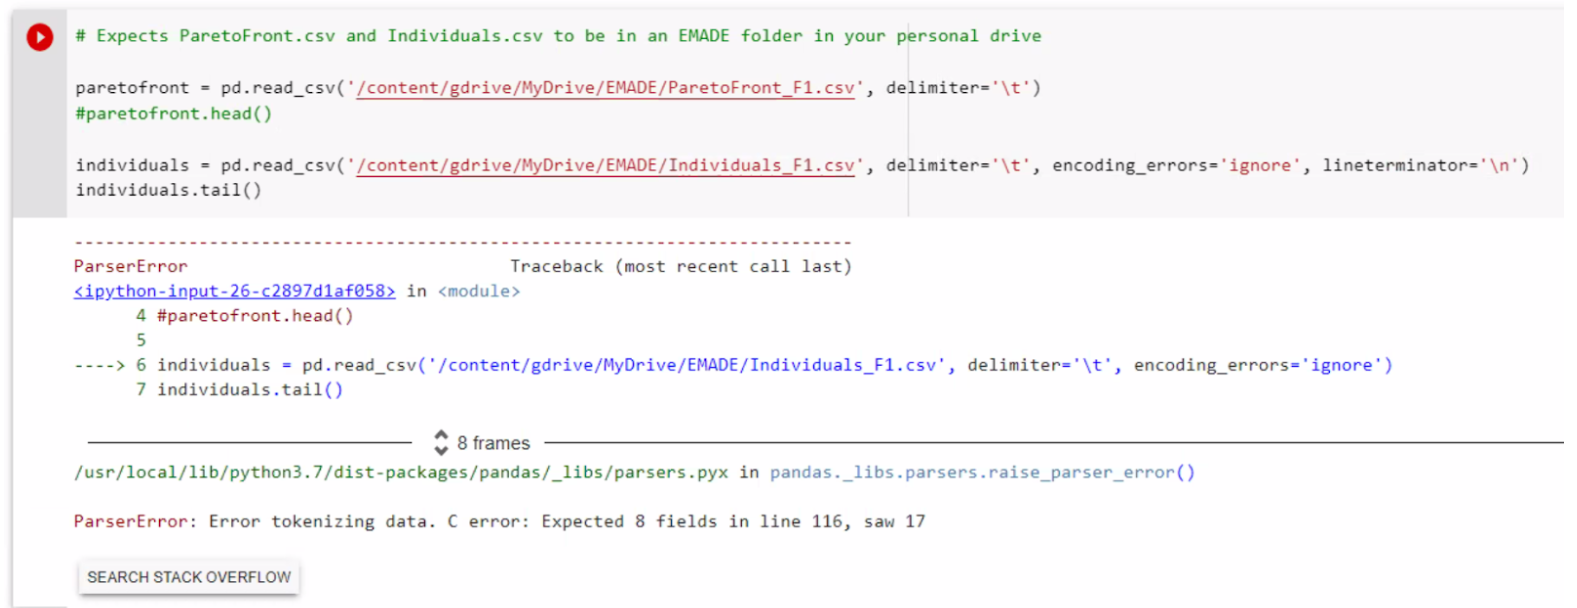 # Expects ParetoFront.csv and Individuals.csv to be in an EMADE folder in your personal drive
paretofront = pd.read_csv('/content/gdrive/MyDrive/EMADE/ParetoFront_F1.csv', delimiter='\t')
#paretofront.head()
individuals = pd.read_csv('/content/gdrive/MyDrive/EMADE/Individuals_F1.csv', delimiter='\t', encoding_errors='ignore', lineterminator='\n')
individuals.tail()
---------------------------------------------------------------------------
ParserError                               Traceback (most recent call last)
<ipython-input-26-c2897d1af058> in <module>
      4 #paretofront.head()
      5
----> 6 individuals = pd.read_csv('/content/gdrive/MyDrive/EMADE/Individuals_F1.csv', delimiter='\t', encoding_errors='ignore')
      7 individuals.tail()
8 frames
/usr/local/lib/python3.7/dist-packages/pandas/_libs/parsers.pyx in pandas._libs.parsers.raise_parser_error()
ParserError: Error tokenizing data. C error: Expected 8 fields in line 116, saw 17
SEARCH STACK OVERFLOW